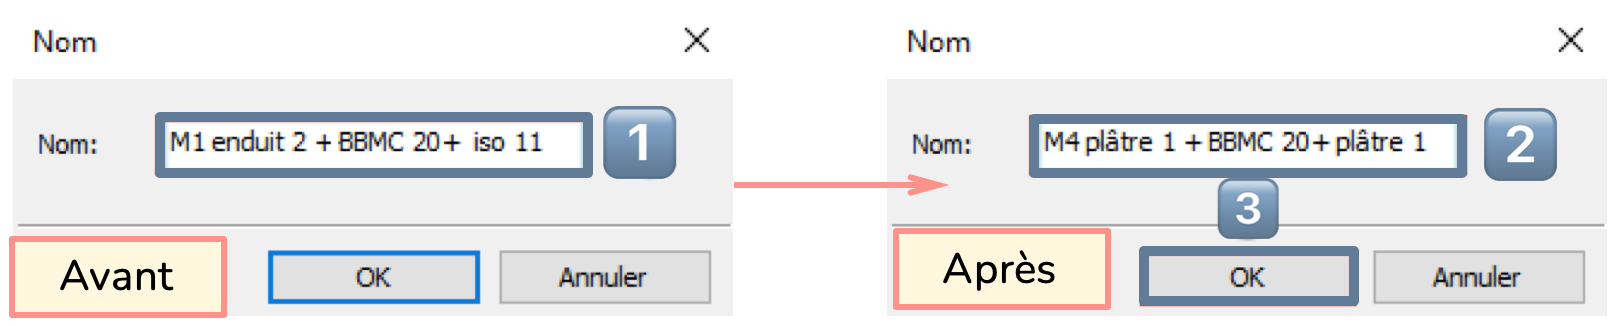 Nom
Nom: M1 enduit 2 + BBMC 20+ iso 11 1
Avant OK Annuler
Nom
Nom: M4 plâtre 1 + BBMC 20+ plâtre 1 2
3
Après OK Annuler